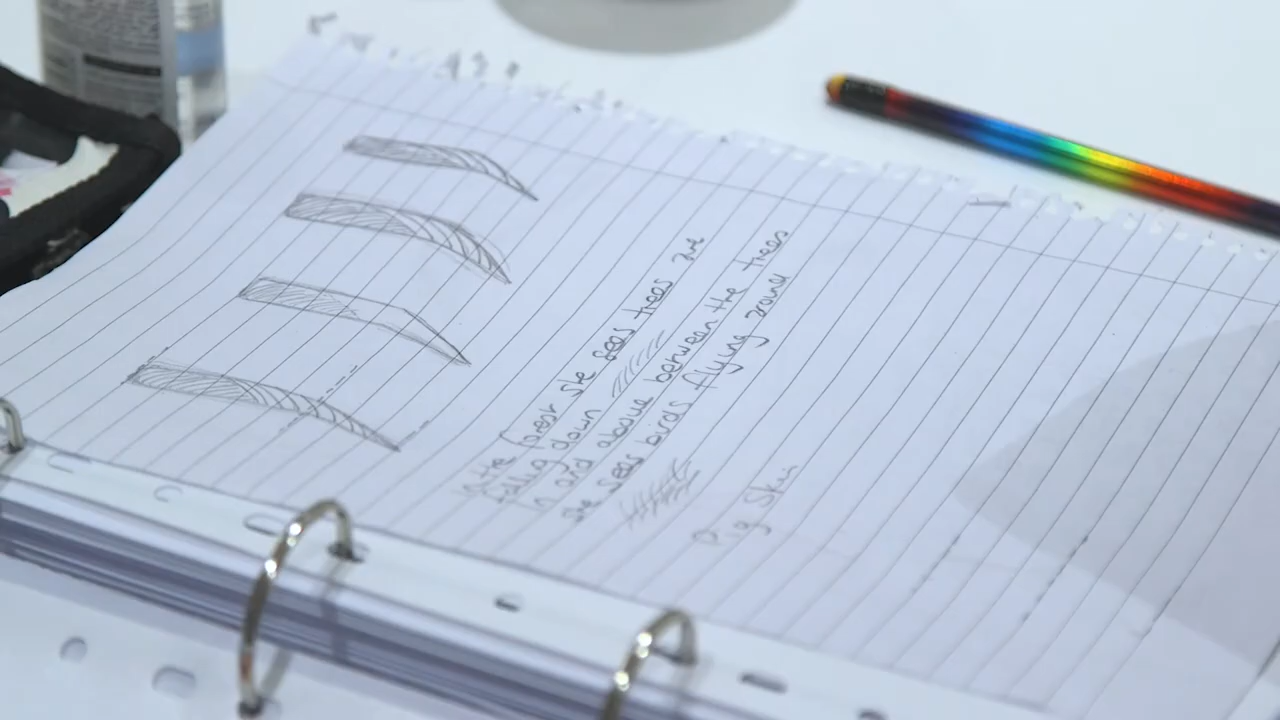 In the forest she sees trees are
falling down
In and above between the trees
she sees birds flying around
Pig Skin